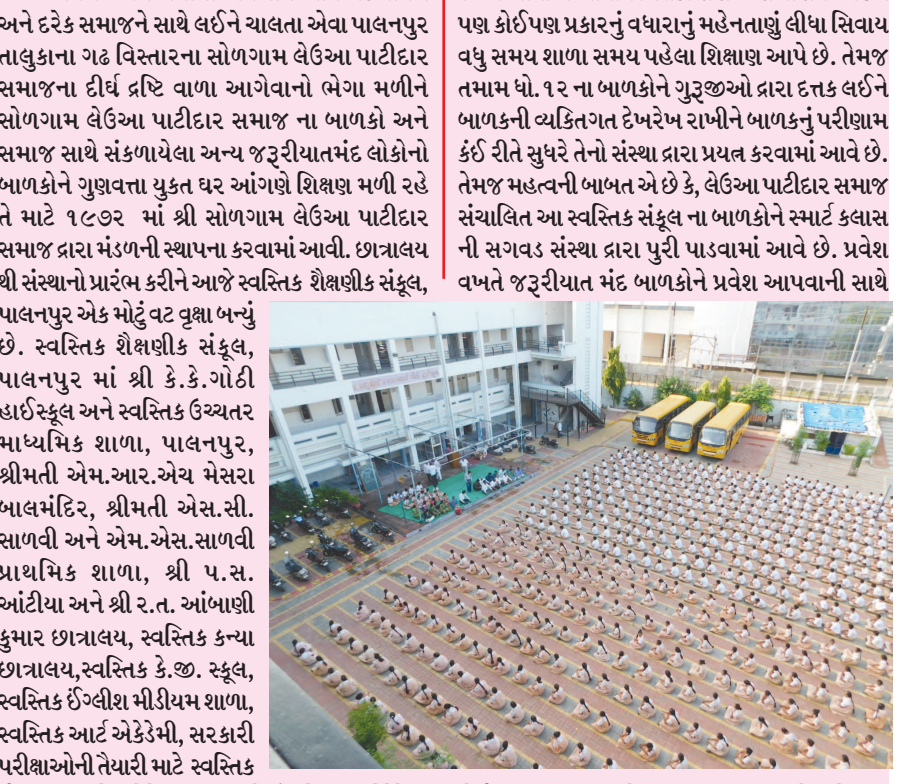 અને દરેક સમાજને સાથે લઈને ચાલતા એવા પાલનપુર
તાલુકાના ગઢ વિસ્તારના સોળગામ લેઉઆ પાટીદાર
સમાજના દીર્ઘ દ્રષ્ટિ વાળા આગેવાનો ભેગા મળીને
સોળગામ લેઉઆ પાટીદાર સમાજ ના બાળકો અને
સમાજ સાથે સંકળાયેલા અન્ય જરૂરીયાતમંદ લોકોનો
બાળકોને ગુણવત્તા યુક્ત ઘર આંગણે શિક્ષણ મળી રહે
તે માટે ૧૯૭૨ માં શ્રી સોળગામ લેઉઆ પાટીદાર
સમાજ દ્રારા મંડળની સ્થાપના કરવામાં આવી. છાત્રાલય
થી સંસ્થાનો પ્રારંભ કરીને આજે સ્વસ્તિક શૈક્ષણીક સંકૂલ,
પાલનપુર એક મોટું વટ વૃક્ષા બન્યું
છે. સ્વસ્તિક શૈક્ષણીક સંકૂલ,
પાલનપુર માં શ્રી કે.કે.ગોઠી
હાઈસ્કૂલ અને સ્વસ્તિક ઉચ્ચતર
માધ્યમિક શાળા, પાલનપુર,
શ્રીમતી એમ.આર.એચ મેસરા
બાલમંદિર, શ્રીમતી એસ.સી.
સાળવી અને એમ.એસ.સાળવી
પ્રાથમિક શાળા, શ્રી પ.સ.
આંટીયા અને શ્રી ર.ત. આંબાણી
કુમાર છાત્રાલય, સ્વસ્તિક કન્યા
છાત્રાલય,સ્વસ્તિક કે.જી. સ્કૂલ,
સ્વસ્તિક ઈંગ્લીશ મીડીયમ શાળા,
સ્વસ્તિક આર્ટ એકેડેમી, સરકારી
પરીક્ષાઓની તૈયારી માટે સ્વસ્તિક
પણ કોઈપણ પ્રકારનું વધારાનું મહેનતાણું લીધા સિવાય
વધુ સમય શાળા સમય પહેલા શિક્ષાણ આપે છે. તેમજ
તમામ ધો.૧૨ ના બાળકોને ગુરૂજીઓ દ્રારા દત્તક લઈને
બાળકની વ્યકિતગત દેખરેખ રાખીને બાળકનું પરીણામ
કંઈ રીતે સુધરે તેનો સંસ્થા દ્રારા પ્રયત્ન કરવામાં આવે છે.
તેમજ મહત્વની બાબત એ છે કે, લેઉઆ પાટીદાર સમાજ
સંચાલિત આ સ્વસ્તિક સંકૂલ ના બાળકોને સ્માર્ટ કલાસ
ની સગવડ સંસ્થા દ્રારા પુરી પાડવામાં આવે છે. પ્રવેશ
વખતે જરૂરીયાત મંદ બાળકોને પ્રવેશ આપવાની સાથે